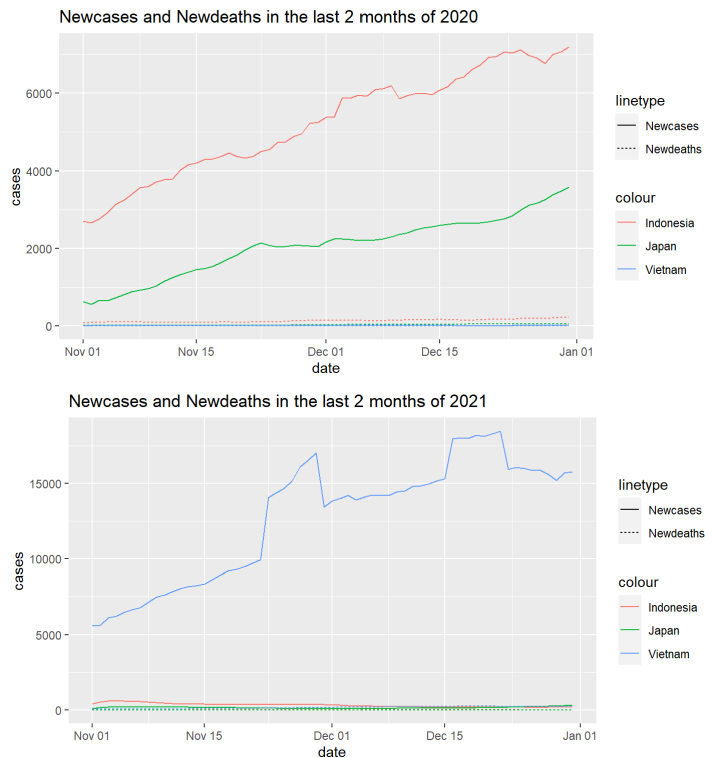 Newcases and Newdeaths in the last 2 months of 2020
6000
4000
2000
0
cases
Nov 01
Nov 15
Dec 01
Dec 15
Jan 01
date
linetype
Newcases
Newdeaths
colour
Indonesia
Japan
Vietnam
Newcases and Newdeaths in the last 2 months of 2021
15000
10000
5000
0
cases
Nov 01
Nov 15
Dec 01
Dec 15
Jan 01
date
linetype
Newcases
Newdeaths
colour
Indonesia
Japan
Vietnam